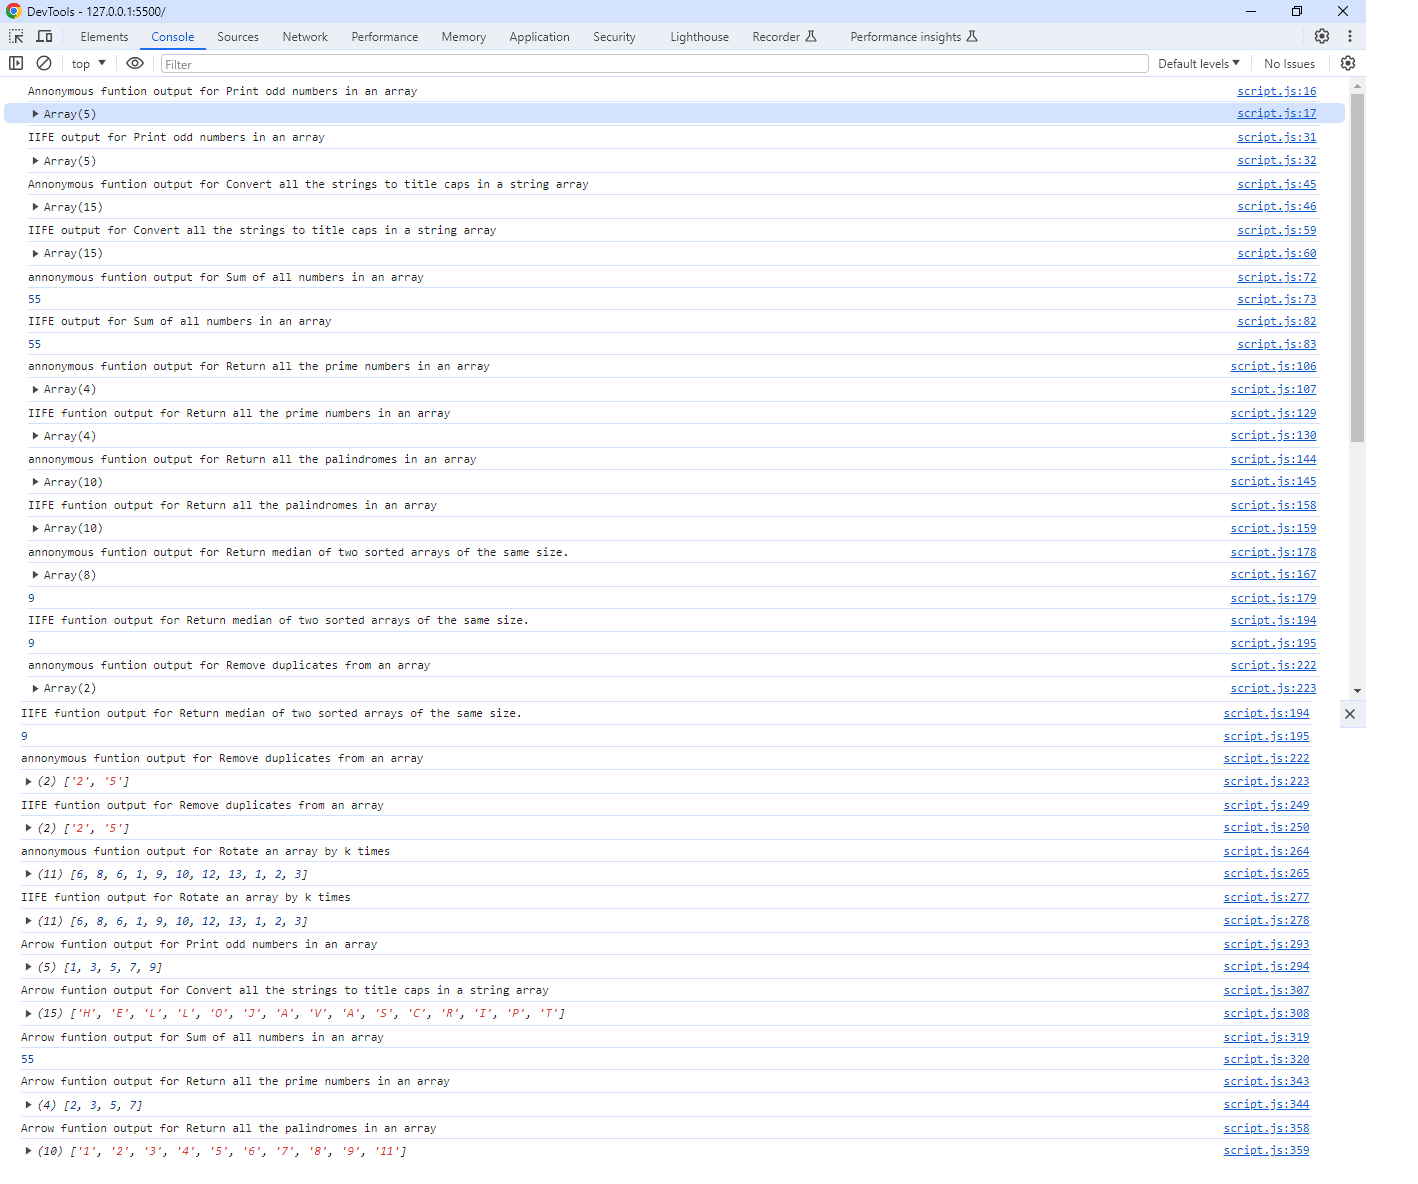 DevTools - 127.0.0.1:5500/
Elements Console Sources Network Performance Memory Application Security Lighthouse Recorder Performance insights
top Filter Default levels No Issues
Annonymous funtion output for Print odd numbers in an array script.js:16
Array(5) script.js:17
IIFE output for Print odd numbers in an array script.js:31
Array(5) script.js:32
Annonymous funtion output for Convert all the strings to title caps in a string array script.js:45
Array(15) script.js:46
IIFE output for Convert all the strings to title caps in a string array script.js:59
Array(15) script.js:60
annonymous funtion output for Sum of all numbers in an array script.js:72
55 script.js:73
IIFE output for Sum of all numbers in an array script.js:82
55 script.js:83
annonymous funtion output for Return all the prime numbers in an array script.js:106
Array(4) script.js:107
IIFE funtion output for Return all the prime numbers in an array script.js:129
Array(4) script.js:130
annonymous funtion output for Return all the palindromes in an array script.js:144
Array(10) script.js:145
IIFE funtion output for Return all the palindromes in an array script.js:158
Array(10) script.js:159
annonymous funtion output for Return median of two sorted arrays of the same size. script.js:178
Array(8) script.js:167
9 script.js:179
IIFE funtion output for Return median of two sorted arrays of the same size. script.js:194
9 script.js:195
annonymous funtion output for Remove duplicates from an array script.js:222
Array(2) script.js:223
IIFE funtion output for Return median of two sorted arrays of the same size. script.js:194
9 script.js:195
annonymous funtion output for Remove duplicates from an array script.js:222
(2) ['2', '5'] script.js:223
IIFE funtion output for Remove duplicates from an array script.js:249
(2) ['2', '5'] script.js:250
annonymous funtion output for Rotate an array by k times script.js:264
(11) [6, 8, 6, 1, 9, 10, 12, 13, 1, 2, 3] script.js:265
IIFE funtion output for Rotate an array by k times script.js:277
(11) [6, 8, 6, 1, 9, 10, 12, 13, 1, 2, 3] script.js:278
Arrow funtion output for Print odd numbers in an array script.js:293
(5) [1, 3, 5, 7, 9] script.js:294
Arrow funtion output for Convert all the strings to title caps in a string array script.js:307
(15) ['H', 'E', 'L', 'L', 'O', 'J', 'A', 'V', 'A', 'S', 'C', 'R', 'I', 'P', 'T'] script.js:308
Arrow funtion output for Sum of all numbers in an array script.js:319
55 script.js:320
Arrow funtion output for Return all the prime numbers in an array script.js:343
(4) [2, 3, 5, 7] script.js:344
Arrow funtion output for Return all the palindromes in an array script.js:358
(10) ['1', '2', '3', '4', '5', '6', '7', '8', '9', '11'] script.js:359